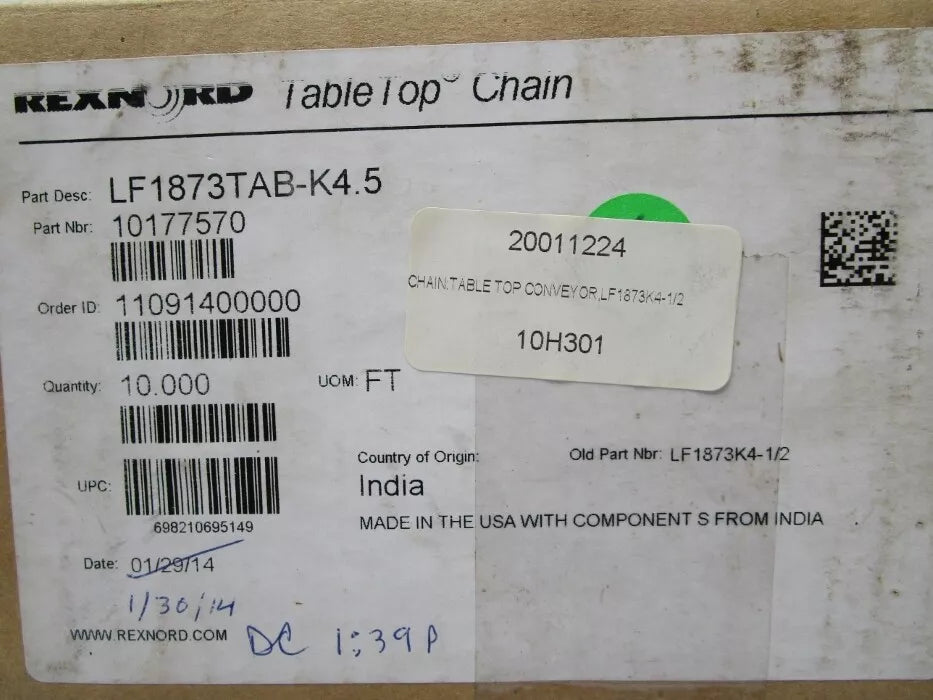 REXNORD TableTop Chain
Part Desc: LF1873TAB-K4.5
Part Nbr: 10177570
Order ID: 11091400000
Quantity: 10.000 UOM: FT
UPC:
698210695149
20011224
CHAIN:TABLE TOP CONVEYOR,LF1873K4-1/2
10H301
Country of Origin:
India
Old Part Nbr: LF1873K4-1/2
MADE IN THE USA WITH COMPONENT S FROM INDIA
Date: 01/29/14
1/30/14
WWW.REXNORD.COM
DC 1:39 P